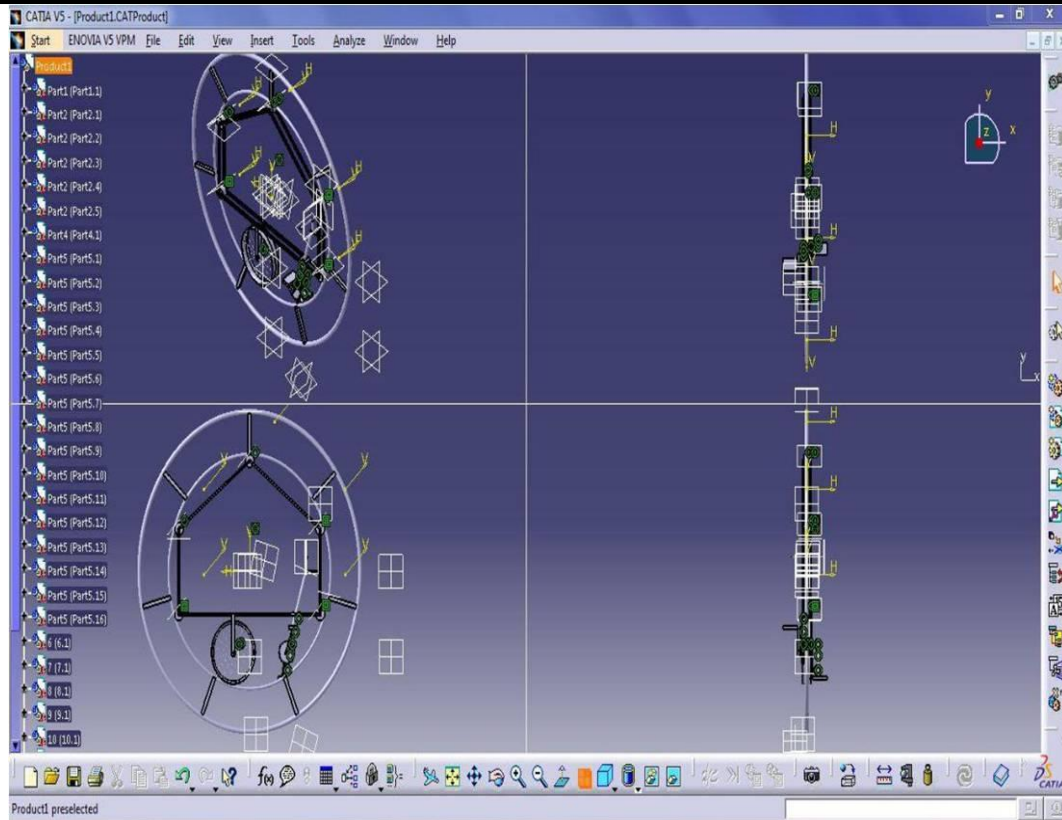 CATIA V5 - [Product1.CATProduct]
Start ENOVIA V5 VPM File Edit View Insert Tools Analyze Window Help
Product1
Part1 (Part1.1)
Part2 (Part2.1)
Part2 (Part2.2)
Part2 (Part2.3)
Part2 (Part2.4)
Part2 (Part2.5)
Part4 (Part4.1)
Part5 (Part5.1)
Part5 (Part5.2)
Part5 (Part5.3)
Part5 (Part5.4)
Part5 (Part5.5)
Part5 (Part5.6)
Part5 (Part5.7)
Part5 (Part5.8)
Part5 (Part5.9)
Part5 (Part5.10)
Part5 (Part5.11)
Part5 (Part5.12)
Part5 (Part5.13)
Part5 (Part5.14)
Part5 (Part5.15)
Part5 (Part5.16)
6 (6.1)
7 (7.1)
8 (8.1)
9 (9.1)
10 (10.1)
H
H
H
H
H
V
H
H
V
H
H
H
V
V
V
V
y
z x
y
x
f(x)
CATIA
Product1 preselected